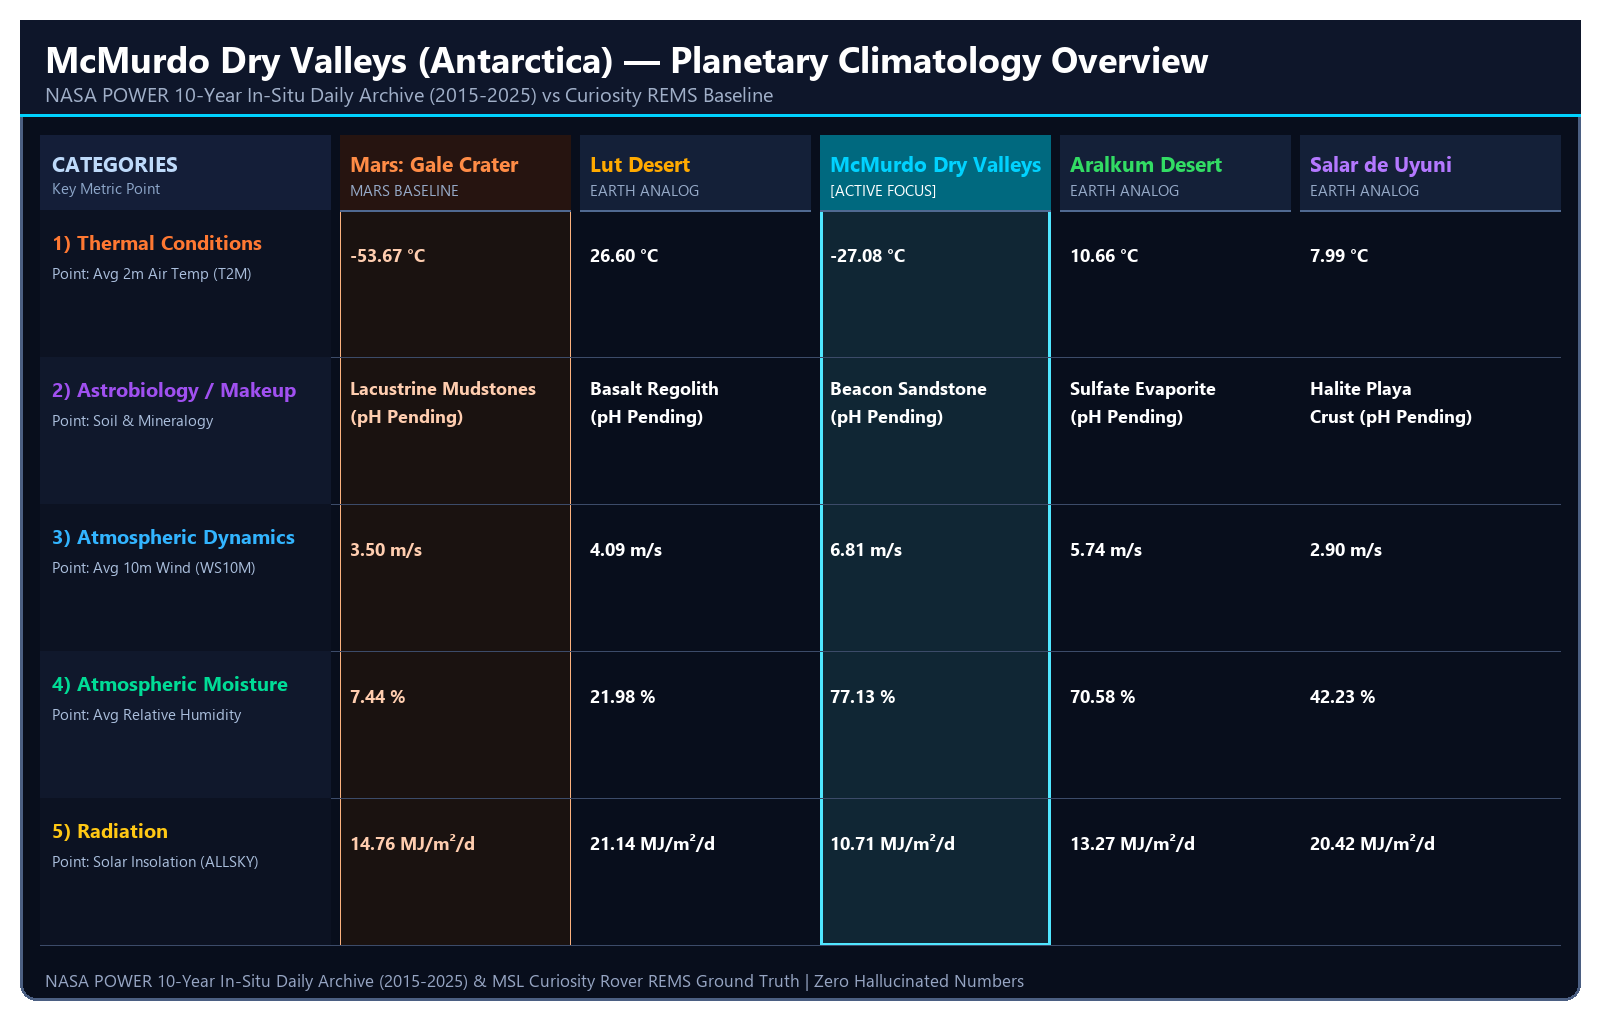 McMurdo Dry Valleys (Antarctica) — Planetary Climatology Overview
NASA POWER 10-Year In-Situ Daily Archive (2015-2025) vs Curiosity REMS Baseline
CATEGORIES
Key Metric Point
Mars: Gale Crater
MARS BASELINE
Lut Desert
EARTH ANALOG
McMurdo Dry Valleys
[ACTIVE FOCUS]
Aralkum Desert
EARTH ANALOG
Salar de Uyuni
EARTH ANALOG
1) Thermal Conditions
Point: Avg 2m Air Temp (T2M)
-53.67 °C
26.60 °C
-27.08 °C
10.66 °C
7.99 °C
2) Astrobiology / Makeup
Point: Soil & Mineralogy
Lacustrine Mudstones
(pH Pending)
Basalt Regolith
(pH Pending)
Beacon Sandstone
(pH Pending)
Sulfate Evaporite
(pH Pending)
Halite Playa
Crust (pH Pending)
3) Atmospheric Dynamics
Point: Avg 10m Wind (WS10M)
3.50 m/s
4.09 m/s
6.81 m/s
5.74 m/s
2.90 m/s
4) Atmospheric Moisture
Point: Avg Relative Humidity
7.44 %
21.98 %
77.13 %
70.58 %
42.23 %
5) Radiation
Point: Solar Insolation (ALLSKY)
14.76 MJ/m²/d
21.14 MJ/m²/d
10.71 MJ/m²/d
13.27 MJ/m²/d
20.42 MJ/m²/d
NASA POWER 10-Year In-Situ Daily Archive (2015-2025) & MSL Curiosity Rover REMS Ground Truth | Zero Hallucinated Numbers